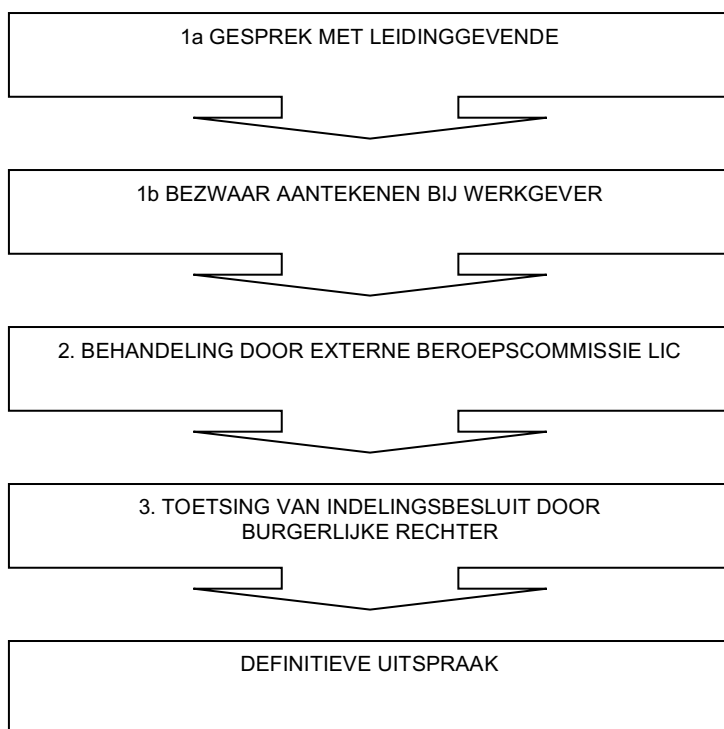 1a GESPREK MET LEIDINGGEVENDE
1b BEZWAAR AANTEKENEN BIJ WERKGEVER
2. BEHANDELING DOOR EXTERNE BEROEPSCOMMISSIE LIC
3. TOETSING VAN INDELINGSBESLUIT DOOR
BURGERLIJKE RECHTER
DEFINITIEVE UITSPRAAK